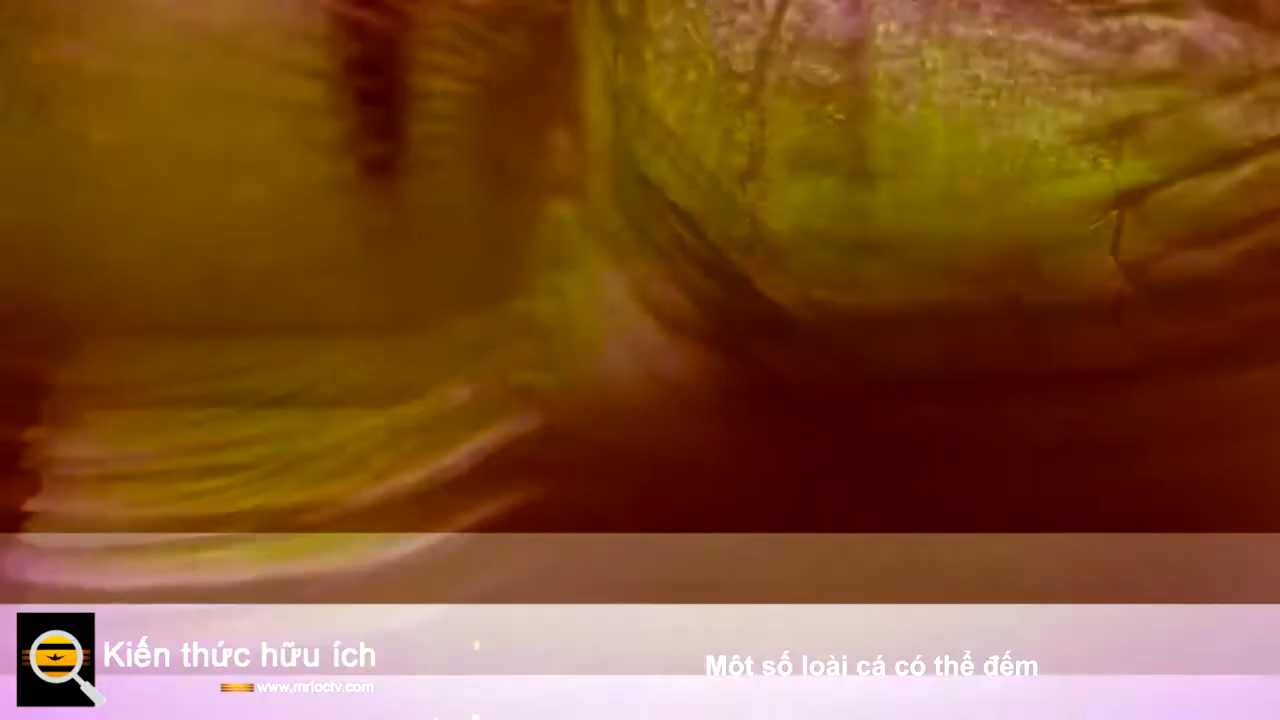 Kiến thức hữu ích
www.mrloctv.com
Một số loài cá có thể đếm